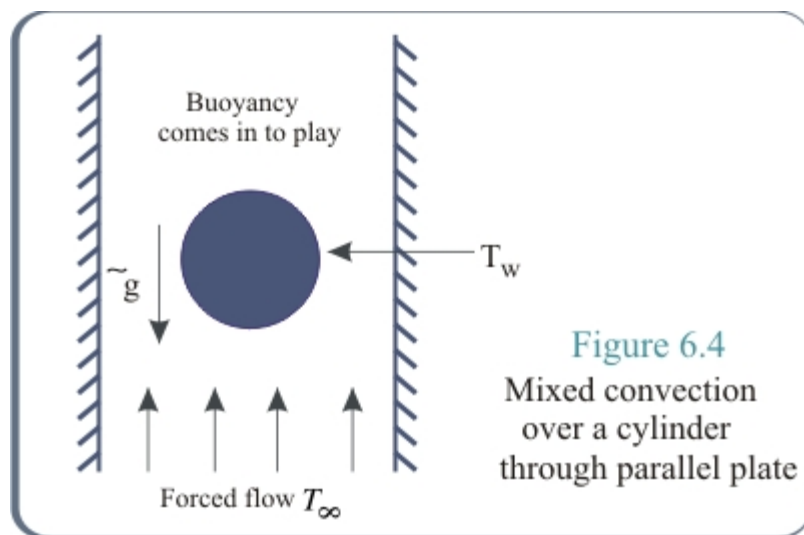 Buoyancy
comes in to play
~g
T_w
Figure 6.4
Mixed convection
over a cylinder
through parallel plate
Forced flow T_∞